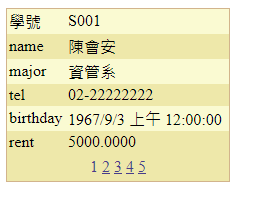 學號 S001
name 陳會安
major 資管系
tel 02-22222222
birthday 1967/9/3 上午 12:00:00
rent 5000.0000
1 2 3 4 5